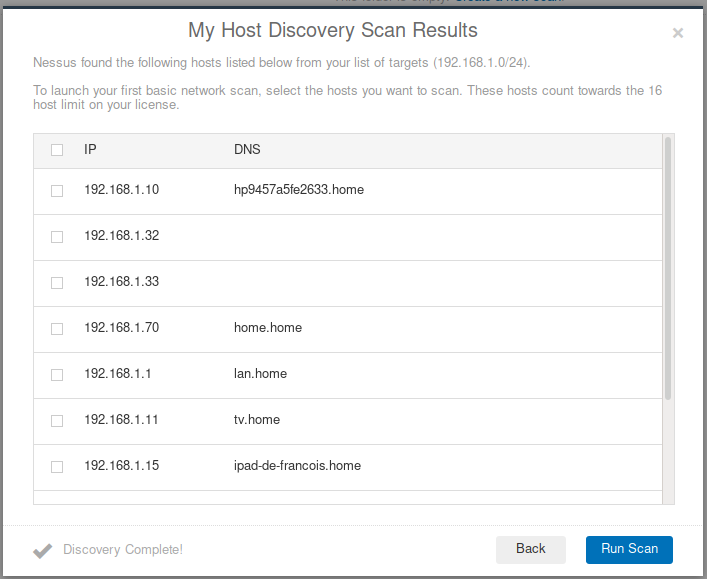 My Host Discovery Scan Results
×
Nessus found the following hosts listed below from your list of targets (192.168.1.0/24).
To launch your first basic network scan, select the hosts you want to scan. These hosts count towards the 16
host limit on your license.
IP DNS
192.168.1.10 hp9457a5fe2633.home
192.168.1.32
192.168.1.33
192.168.1.70 home.home
192.168.1.1 lan.home
192.168.1.11 tv.home
192.168.1.15 ipad-de-francois.home
Discovery Complete!
Back
Run Scan